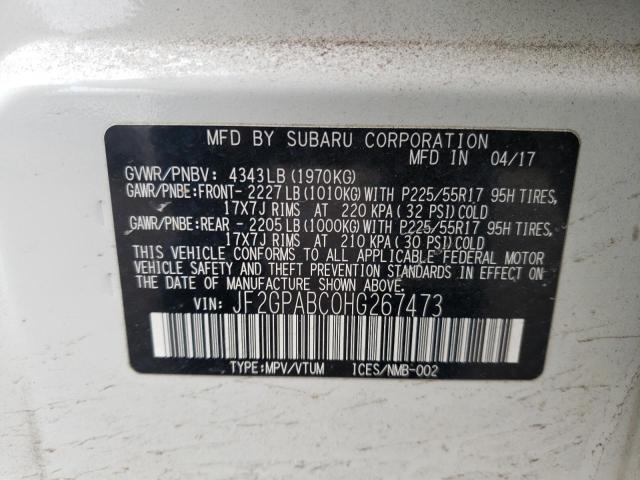 MFD BY SUBARU CORPORATION
MFD IN 04/17
GVWR/PNBV: 4343LB (1970KG)
GAWR/PNBE:FRONT- 2227LB (1010KG) WITH P225/55R17 95H TIRES,
17X7J RIMS AT 220 KPA ( 32 PSI) COLD
GAWR/PNBE:REAR - 2205LB (1000KG) WITH P225/55R17 95H TIRES,
17X7J RIMS AT 210 KPA ( 30 PSI) COLD
THIS VEHICLE CONFORMS TO ALL APPLICABLE FEDERAL MOTOR
VEHICLE SAFETY AND THEFT PREVENTION STANDARDS IN EFFECT ON
THE DATE OF MANUFACTURE SHOWN ABOVE.
VIN: JF2GPABC0HG267473
TYPE:MPV/VTUM ICES/NMB-002